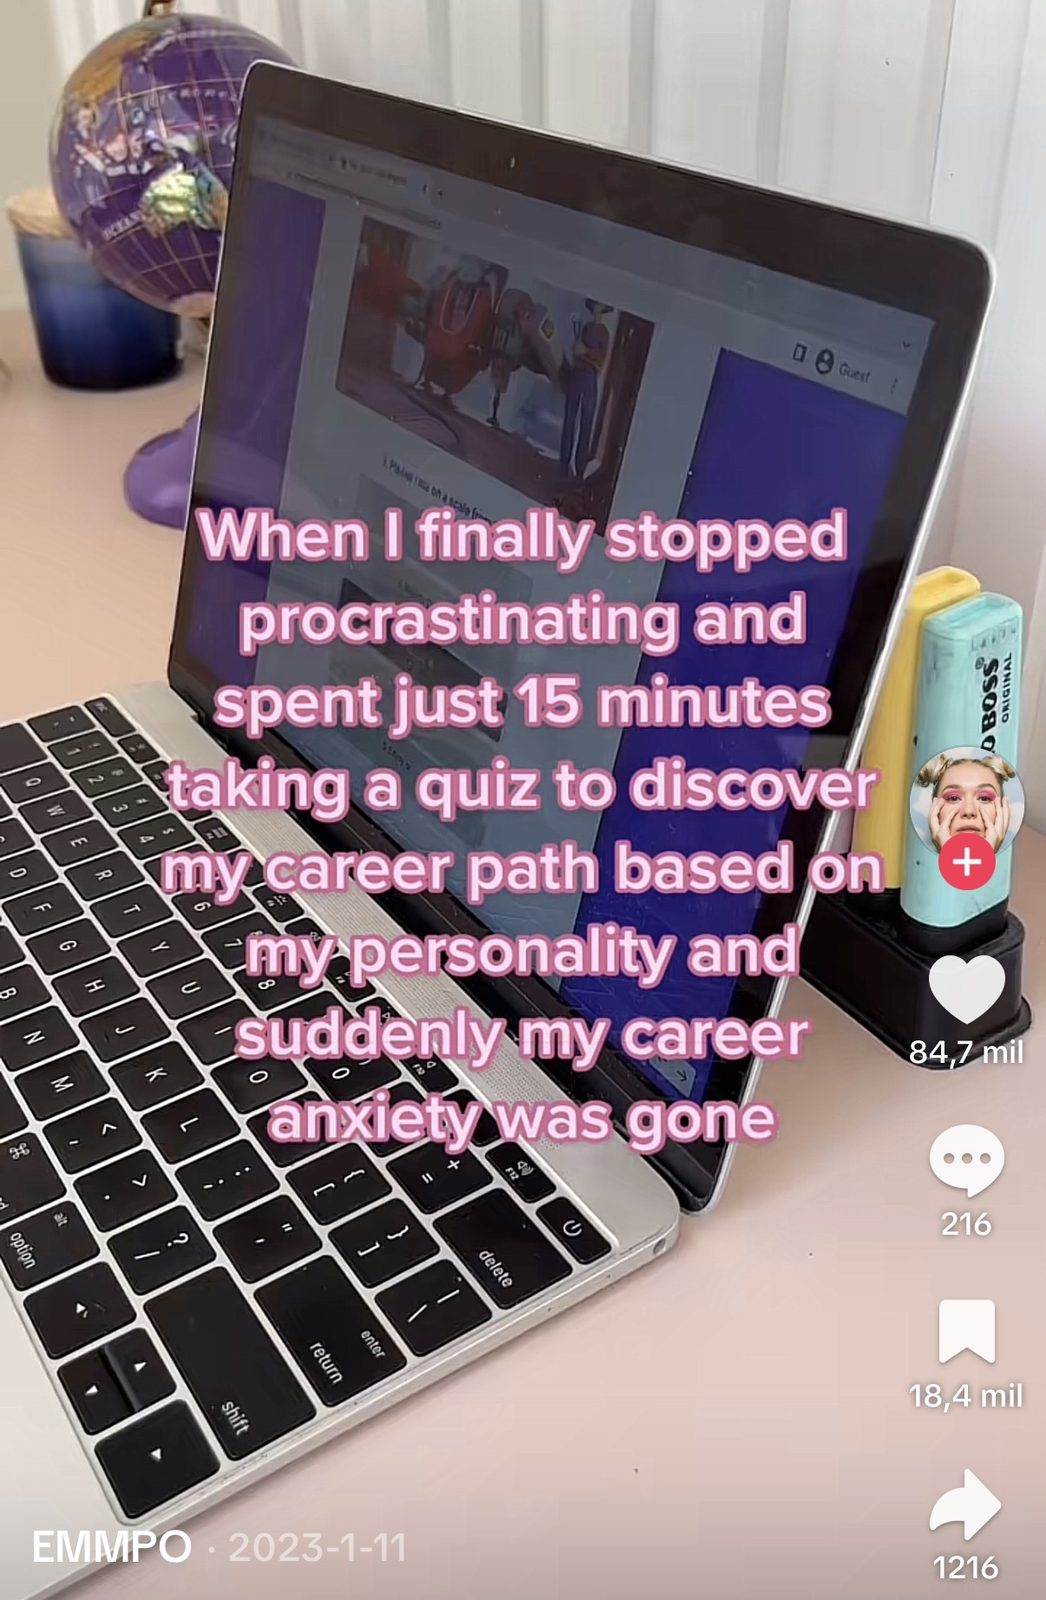 Guest
When I finally stopped
procrastinating and
spent just 15 minutes
taking a quiz to discover
my career path based on
my personality and
suddenly my career
anxiety was gone
BOSS
ORIGINAL
84,7 mil
216
18,4 mil
1216
EMMPO · 2023-1-11
Q
W
E
R
T
Y
U
I
O
D
F
G
H
J
K
L
B
N
M
alt
option
delete
enter
return
shift
F12